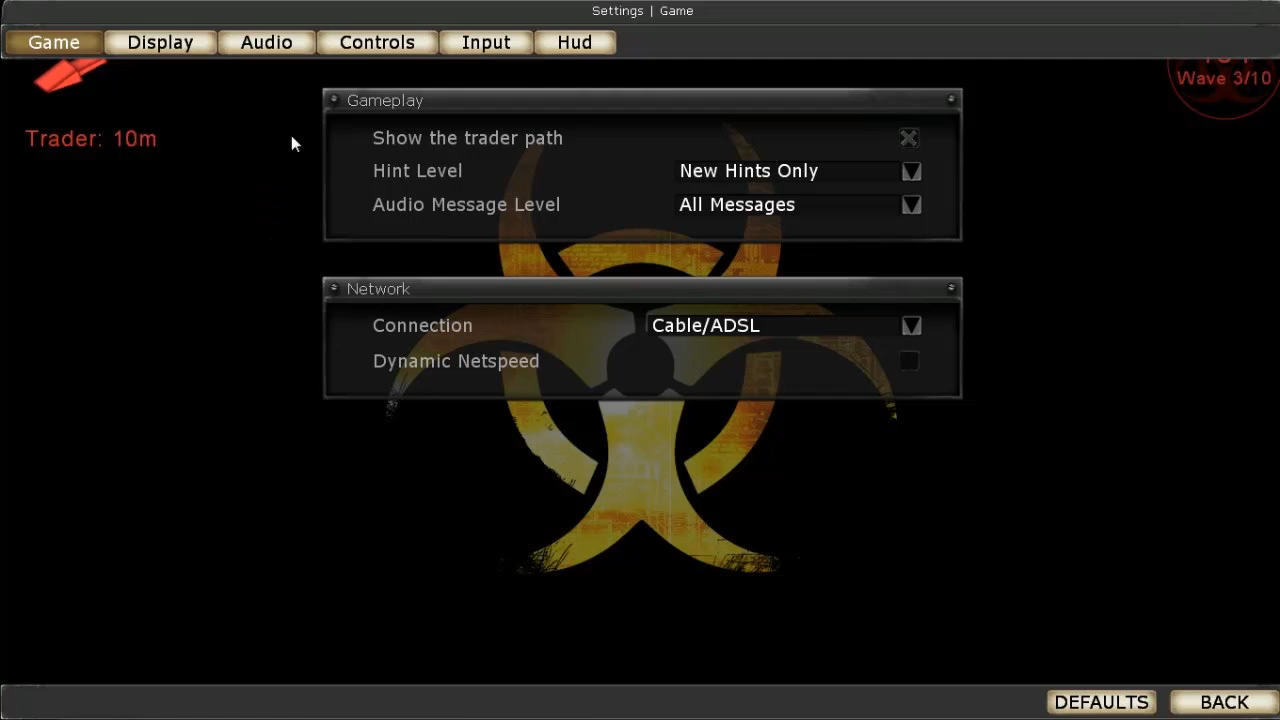 Settings | Game
Game Display Audio Controls Input Hud
Wave 3/10
Trader: 10m
Gameplay
Show the trader path
Hint Level New Hints Only
Audio Message Level All Messages
Network
Connection Cable/ADSL
Dynamic Netspeed
DEFAULTS BACK